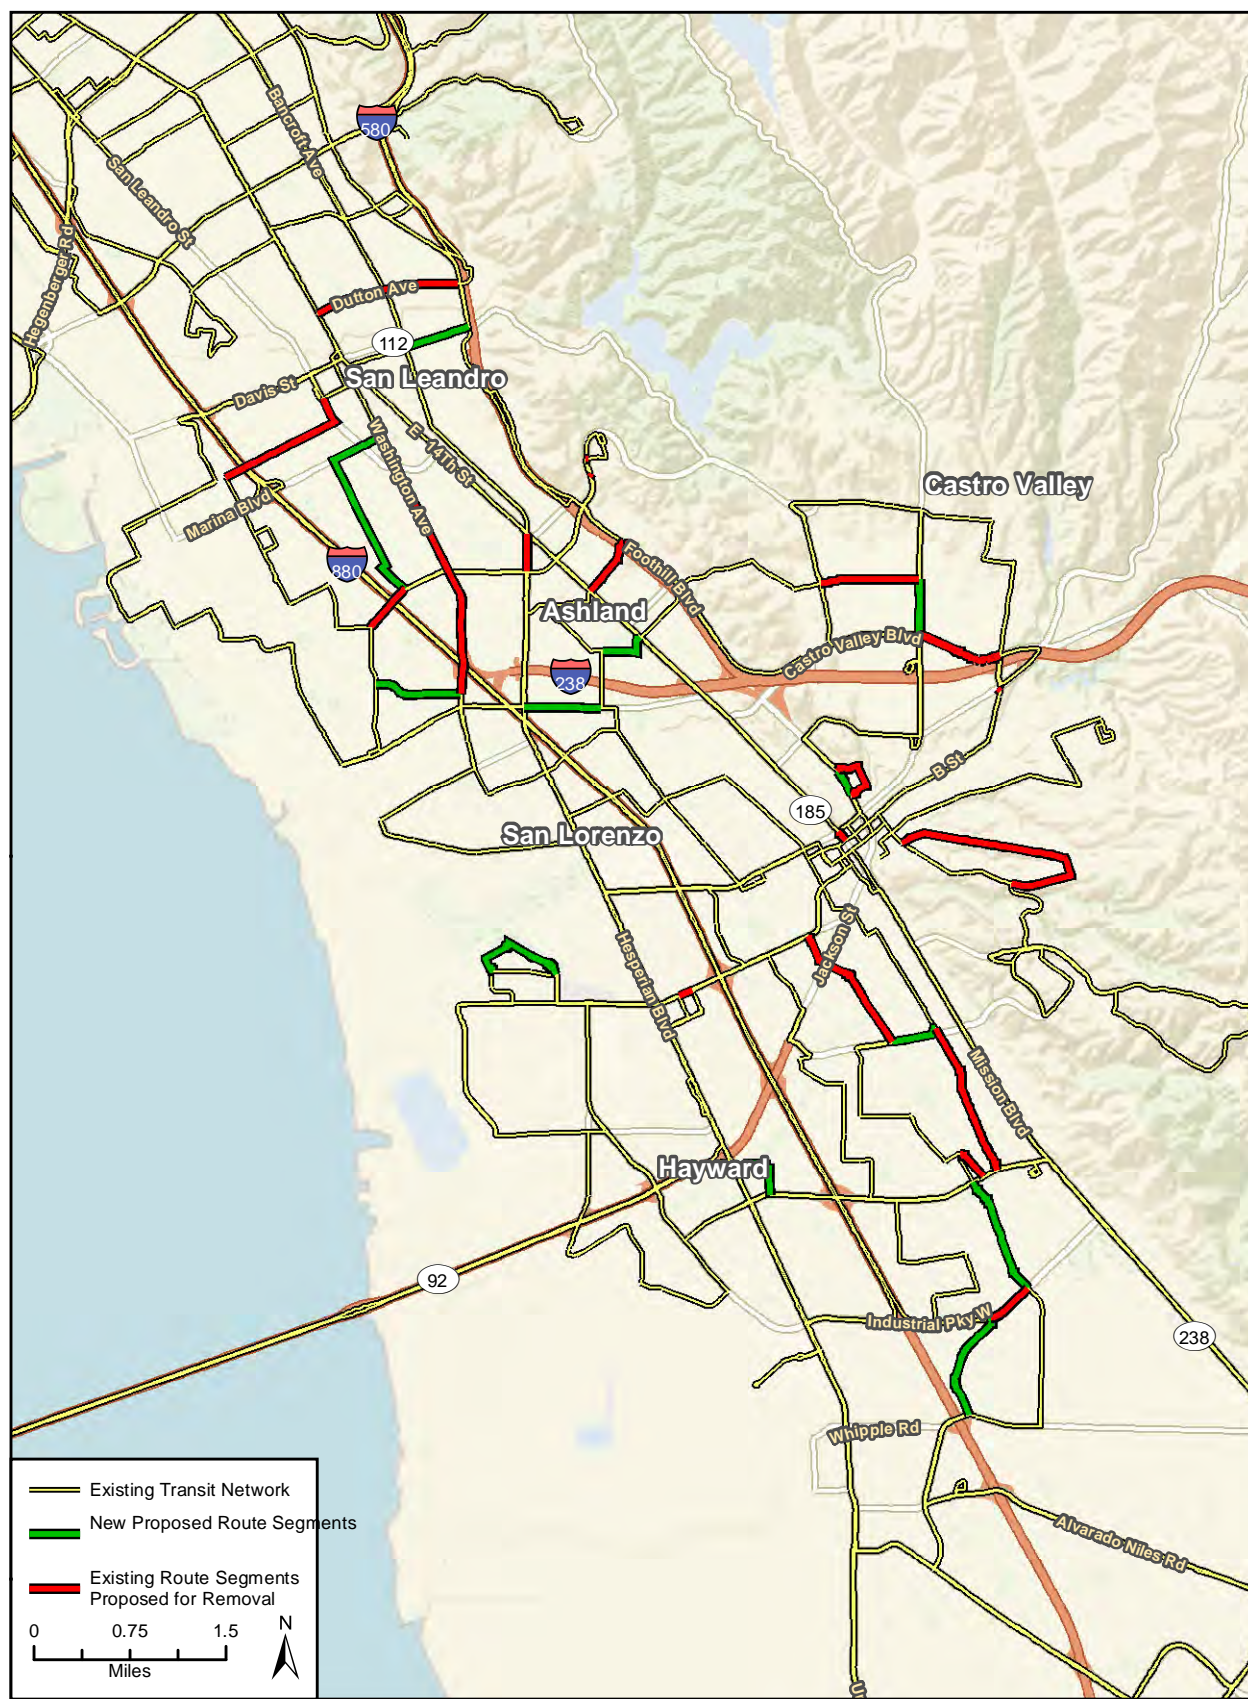 580
Bancroft Ave
San Leandro St
Hegenberger Rd
Dutton Ave
112
San Leandro
Davis St
Washington Ave
E 14Th St
Castro Valley
Marina Blvd
880
Foothill Blvd
Ashland
Castro Valley Blvd
238
B St
185
San Lorenzo
Jackson St
Hesperian Blvd
Mission Blvd
Hayward
92
Industrial Pky W
238
Whipple Rd
Alvarado Niles Rd
Existing Transit Network
New Proposed Route Segments
Existing Route Segments
Proposed for Removal
N
0 0.75 1.5
Miles